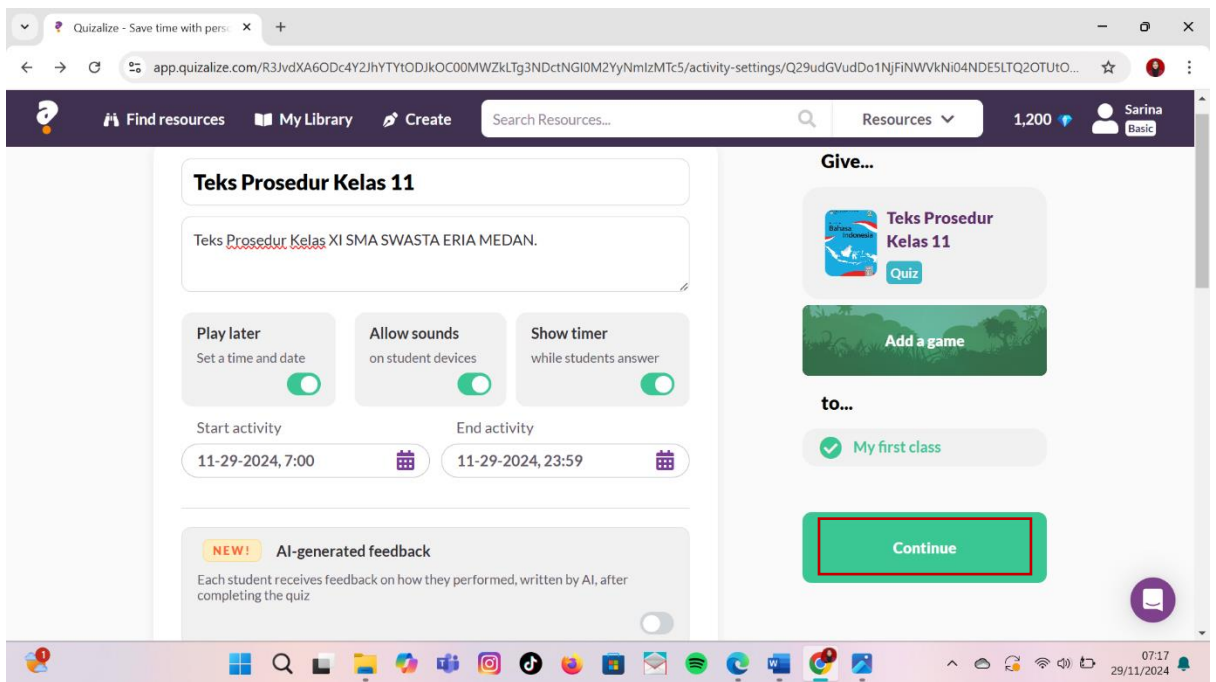 Quizalize - Save time with pers
app.quizalize.com/R3JvdXA6ODc4Y2JhYTYtODJkOC00MWZkLTg3NDctNGI0M2YyNmIzMTc5/activity-settings/Q29udGVudDo1NjFiNWVkNi04NDE5LTQ2OTUtO...
Find resources My Library Create Search Resources... Resources 1,200 Sarina
Basic
Teks Prosedur Kelas 11
Teks Prosedur Kelas XI SMA SWASTA ERIA MEDAN.
Play later
Set a time and date
Allow sounds
on student devices
Show timer
while students answer
Start activity
11-29-2024, 7:00
End activity
11-29-2024, 23:59
NEW! AI-generated feedback
Each student receives feedback on how they performed, written by AI, after
completing the quiz
Give...
Bahasa
Indonesia
Teks Prosedur
Kelas 11
Quiz
Add a game
to...
My first class
Continue
1
07:17
29/11/2024